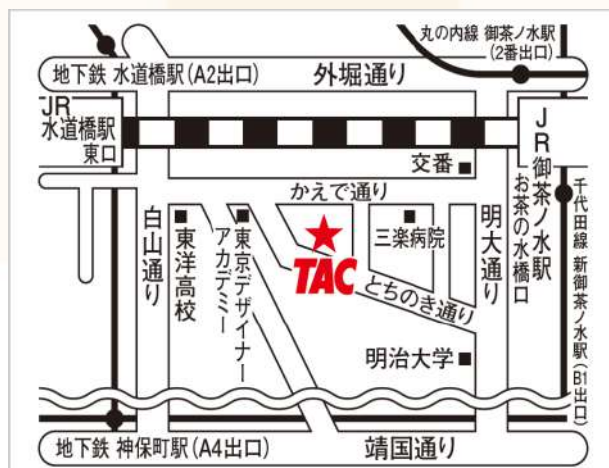 丸の内線 御茶ノ水駅
(2番出口)
地下鉄 水道橋駅(A2出口)
外堀通り
JR
水道橋駅
東口
交番
JR御茶ノ水駅
お茶の水橋口
千代田線 新御茶ノ水駅(B1出口)
かえで通り
白山通り
東洋高校
東京デザイナー
アカデミー
TAC
三楽病院
明大通り
とちのき通り
明治大学
地下鉄 神保町駅(A4出口)
靖国通り